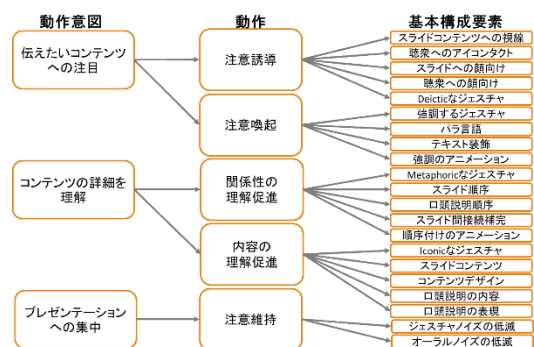 動作意図 動作 基本構成要素
伝えたいコンテンツ
への注目
コンテンツの詳細を
理解
プレゼンテーション
への集中
注意誘導
注意喚起
関係性の
理解促進
内容の
理解促進
注意維持
スライドコンテンツへの視線
聴衆へのアイコンタクト
スライドへの顔向け
聴衆への顔向け
Deicticなジェスチャ
強調するジェスチャ
パラ言語
テキスト装飾
強調のアニメーション
Metaphoricなジェスチャ
スライド順序
口頭説明順序
スライド間接続補完
順序付けのアニメーション
Iconicなジェスチャ
スライドコンテンツ
コンテンツデザイン
口頭説明の内容
口頭説明の表現
ジェスチャノイズの低減
オーラルノイズの低減